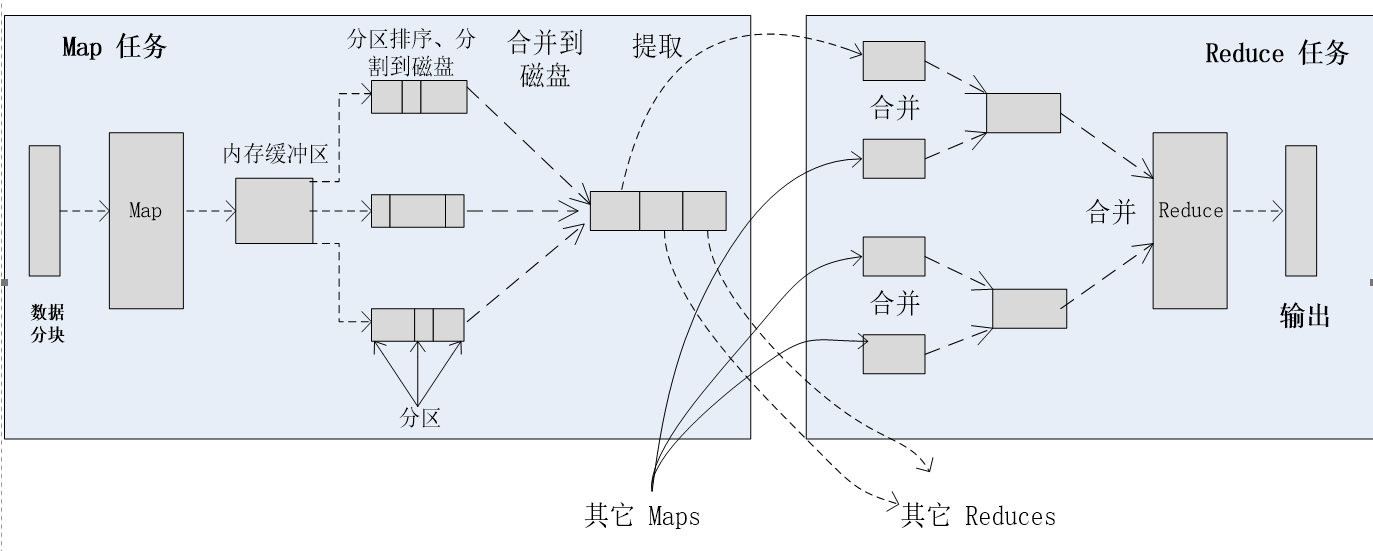 Map 任务
分区排序、分
割到磁盘
合并到
磁盘
提取
Reduce 任务
内存缓冲区
合并
Map
合并
Reduce
数据
分块
合并
输出
分区
其它 Maps
其它 Reduces